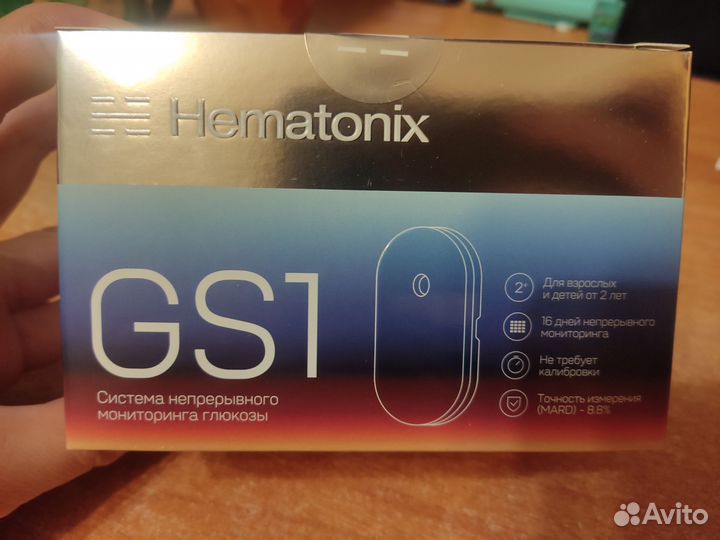 Hematonix
GS1
Система непрерывного
мониторинга глюкозы
2+
Для взрослых
и детей от 2 лет
16 дней непрерывного
мониторинга
Не требует
калибровки
Точность измерения
(MARD) - 8.8%
Avito